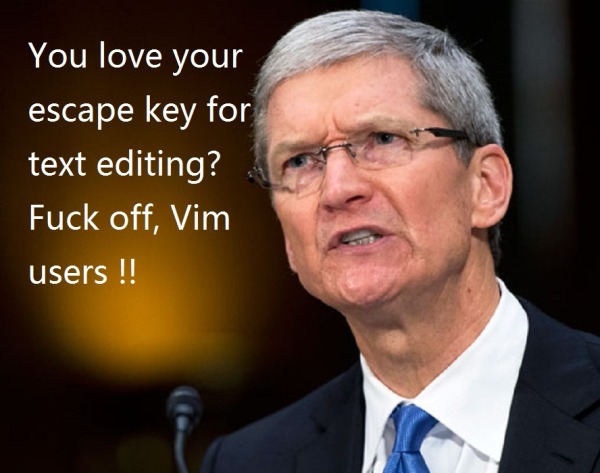 You love your
escape key for
text editing?
Fuck off, Vim
users !!